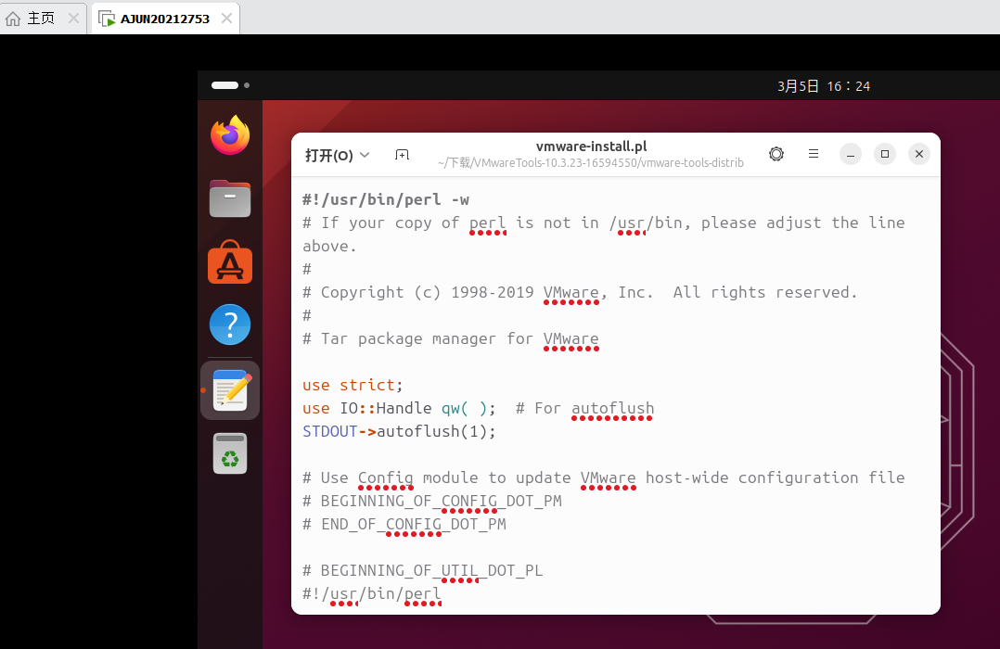 主页
AJUN20212753
3月5日 16：24
打开(O)
vmware-install.pl
~/下载/VMwareTools-10.3.23-16594550/vmware-tools-distrib
#!/usr/bin/perl -w
# If your copy of perl is not in /usr/bin, please adjust the line
above.
#
# Copyright (c) 1998-2019 VMware, Inc.  All rights reserved.
#
# Tar package manager for VMware
use strict;
use IO::Handle qw( );  # For autoflush
STDOUT->autoflush(1);
# Use Config module to update VMware host-wide configuration file
# BEGINNING_OF_CONFIG_DOT_PM
# END_OF_CONFIG_DOT_PM
# BEGINNING_OF_UTIL_DOT_PL
#!/usr/bin/perl